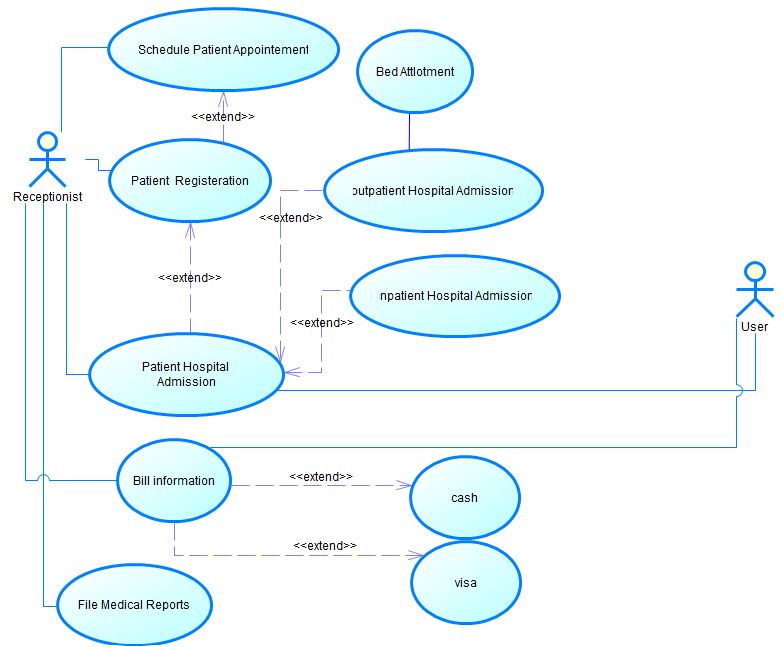 Schedule Patient Appointement
Bed Attlotment
<<extend>>
Patient Registeration
outpatient Hospital Admission
Receptionist
<<extend>>
<<extend>>
npatient Hospital Admission
<<extend>>
User
Patient Hospital
Admission
Bill information
<<extend>>
cash
<<extend>>
visa
File Medical Reports